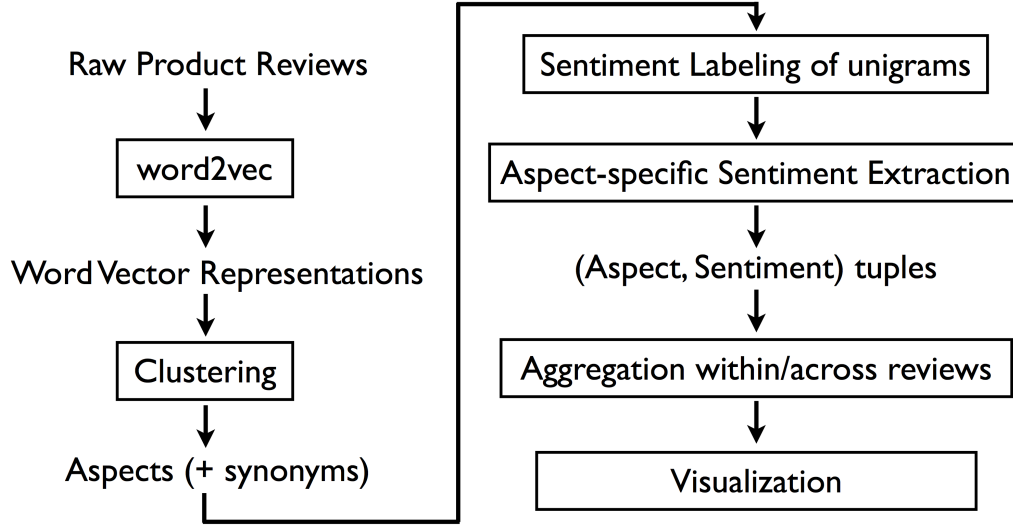 Raw Product Reviews
word2vec
Word Vector Representations
Clustering
Aspects (+ synonyms)
Sentiment Labeling of unigrams
Aspect-specific Sentiment Extraction
(Aspect, Sentiment) tuples
Aggregation within/across reviews
Visualization